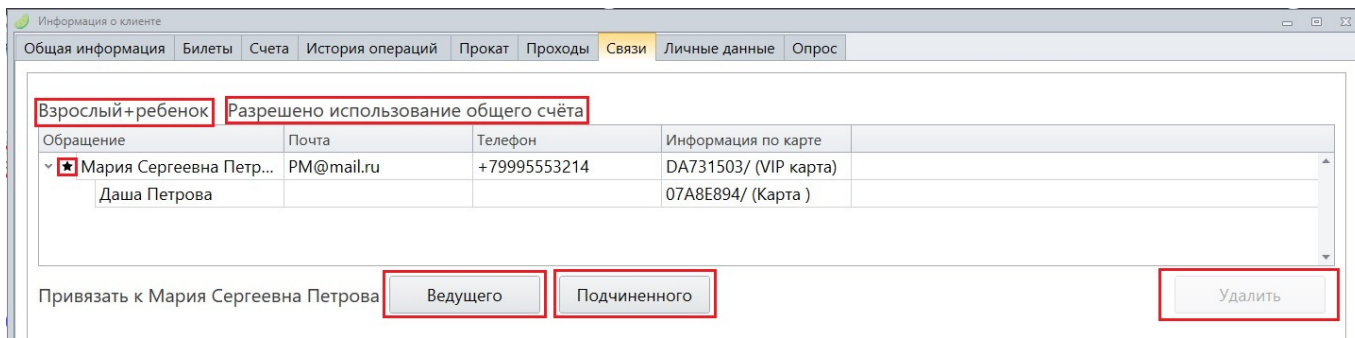 Информация о клиенте
Общая информация Билеты Счета История операций Прокат Проходы Связи Личные данные Опрос
Взрослый+ребенок Разрешено использование общего счёта
Обращение Почта Телефон Информация по карте
★ Мария Сергеевна Петр... PM@mail.ru +79995553214 DA731503/ (VIP карта)
Даша Петрова 07A8E894/ (Карта )
Привязать к Мария Сергеевна Петрова Ведущего Подчиненного Удалить